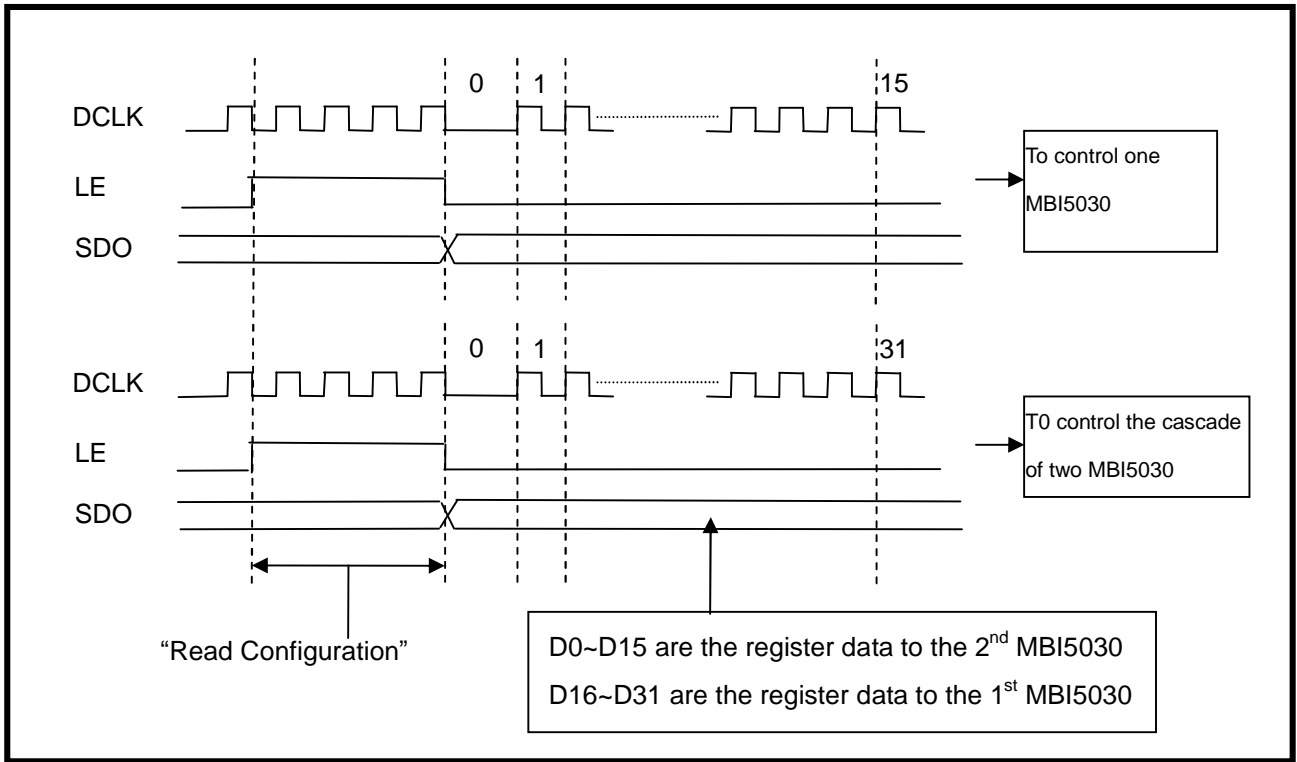 0 1 15
DCLK
To control one
MBI5030
LE
SDO
0 1 31
DCLK
T0 control the cascade
of two MBI5030
LE
SDO
“Read Configuration”
D0~D15 are the register data to the 2nd MBI5030
D16~D31 are the register data to the 1st MBI5030